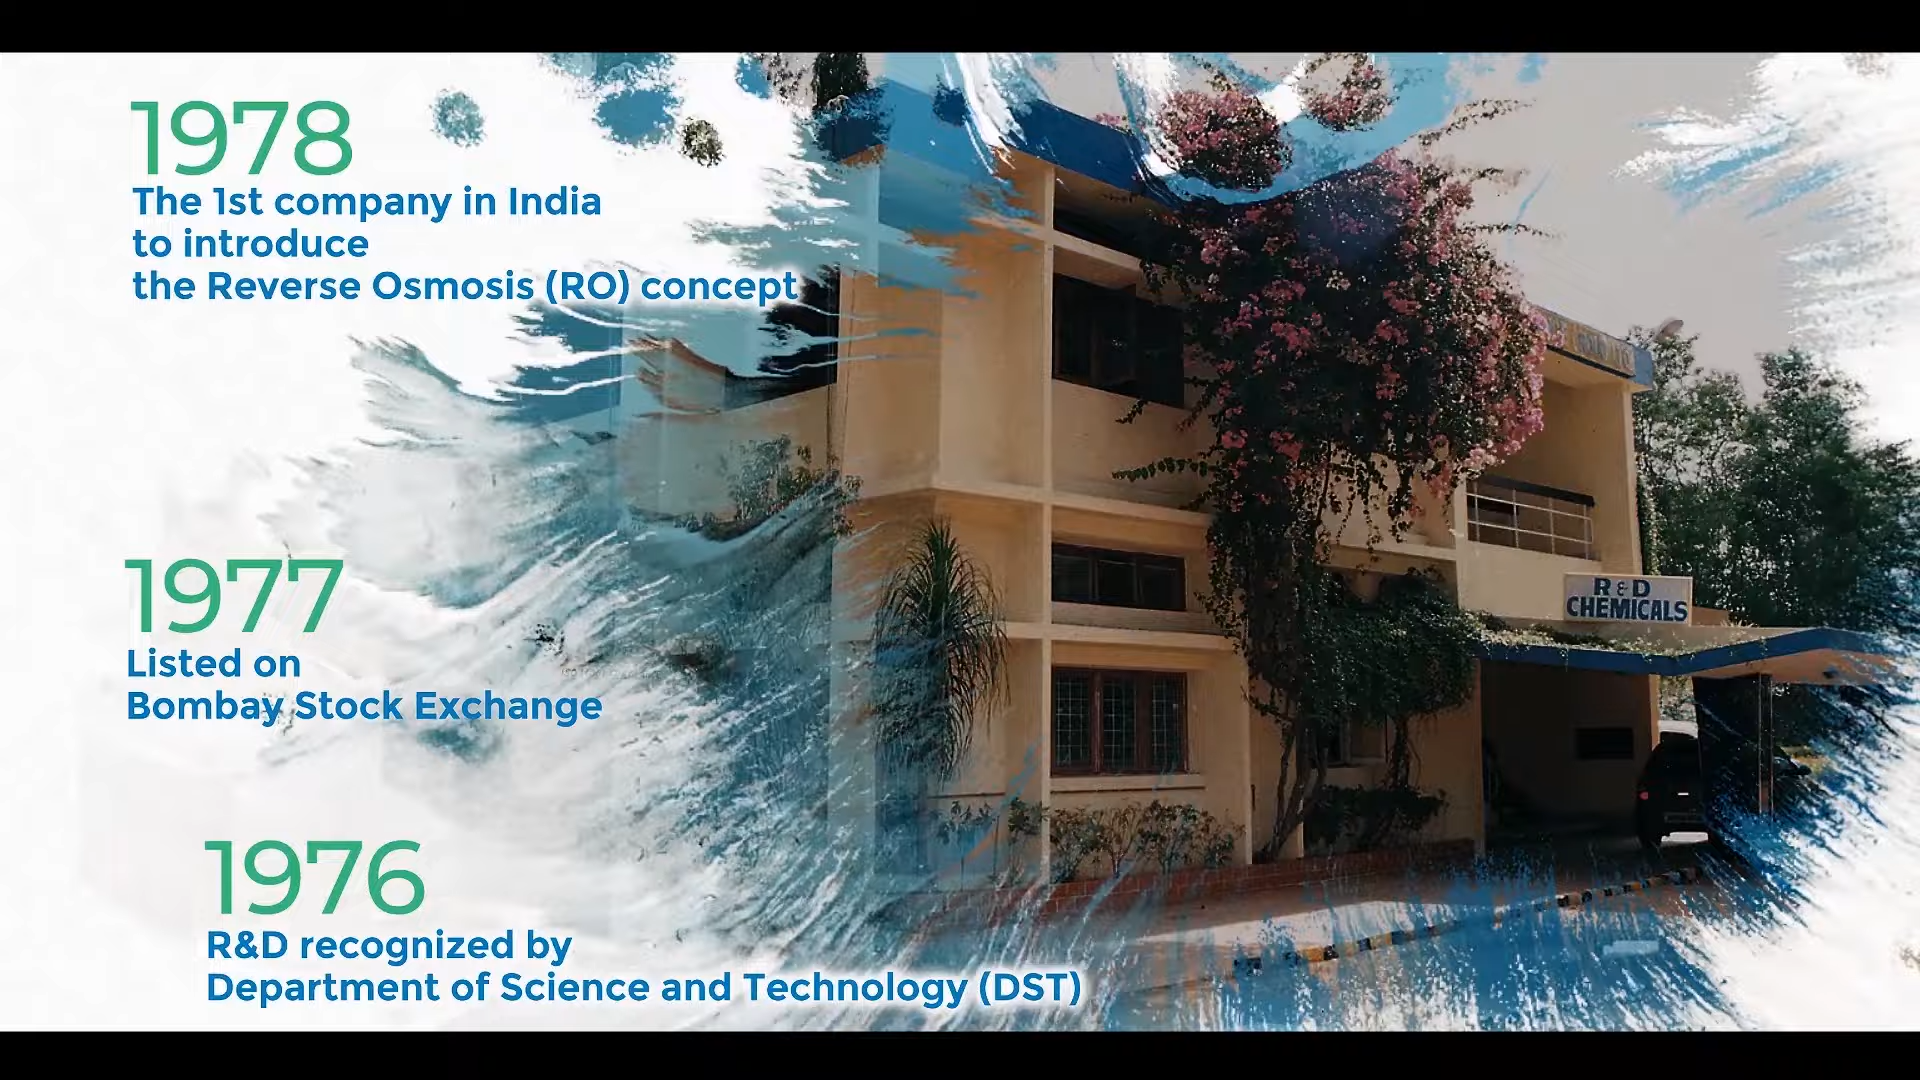 1978
The 1st company in India
to introduce
the Reverse Osmosis (RO) concept
1977
Listed on
Bombay Stock Exchange
1976
R&D recognized by
Department of Science and Technology (DST)
R & D
CHEMICALS